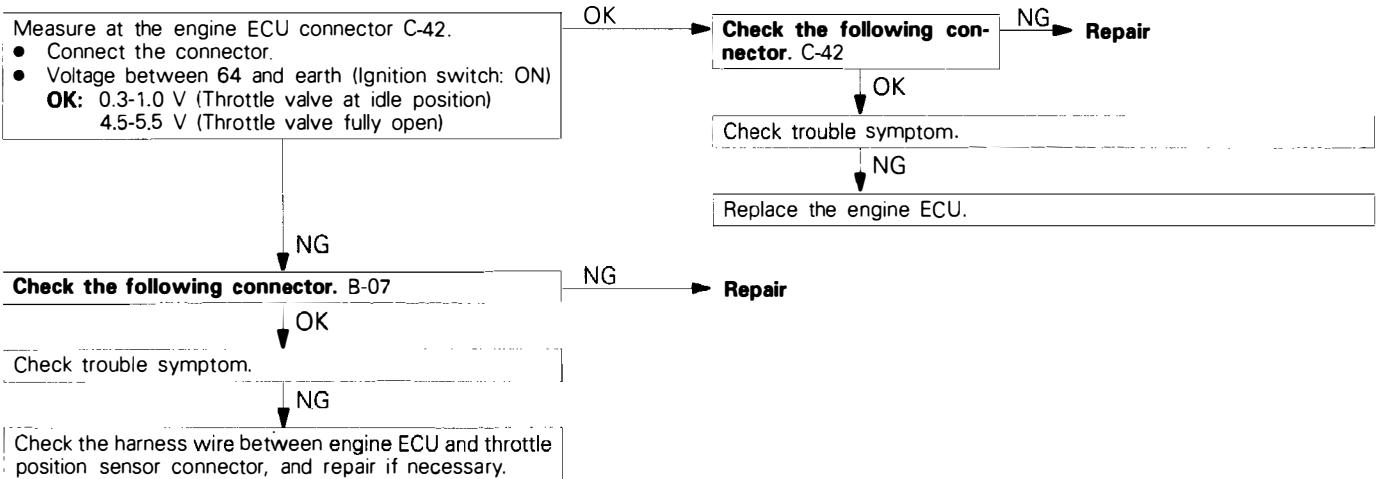 Measure at the engine ECU connector C-42.
● Connect the connector.
● Voltage between 64 and earth (Ignition switch: ON)
OK: 0.3-1.0 V (Throttle valve at idle position)
4.5-5.5 V (Throttle valve fully open)
OK
Check the following con-
nector. C-42
NG
Repair
OK
Check trouble symptom.
NG
Replace the engine ECU.
NG
Check the following connector. B-07
NG
Repair
OK
Check trouble symptom.
NG
Check the harness wire between engine ECU and throttle
position sensor connector, and repair if necessary.